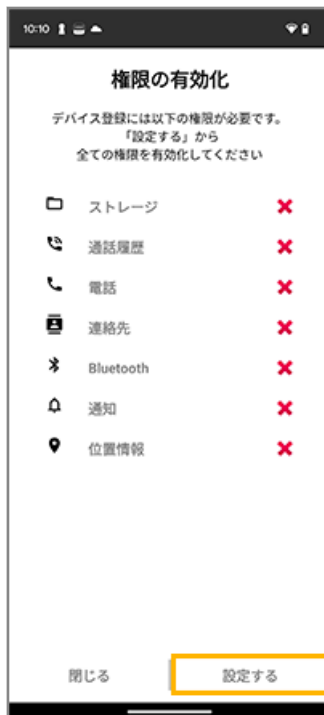 10:10
権限の有効化
デバイス登録には以下の権限が必要です。
「設定する」から
全ての権限を有効化してください
ストレージ
通話履歴
電話
連絡先
Bluetooth
通知
位置情報
閉じる
設定する